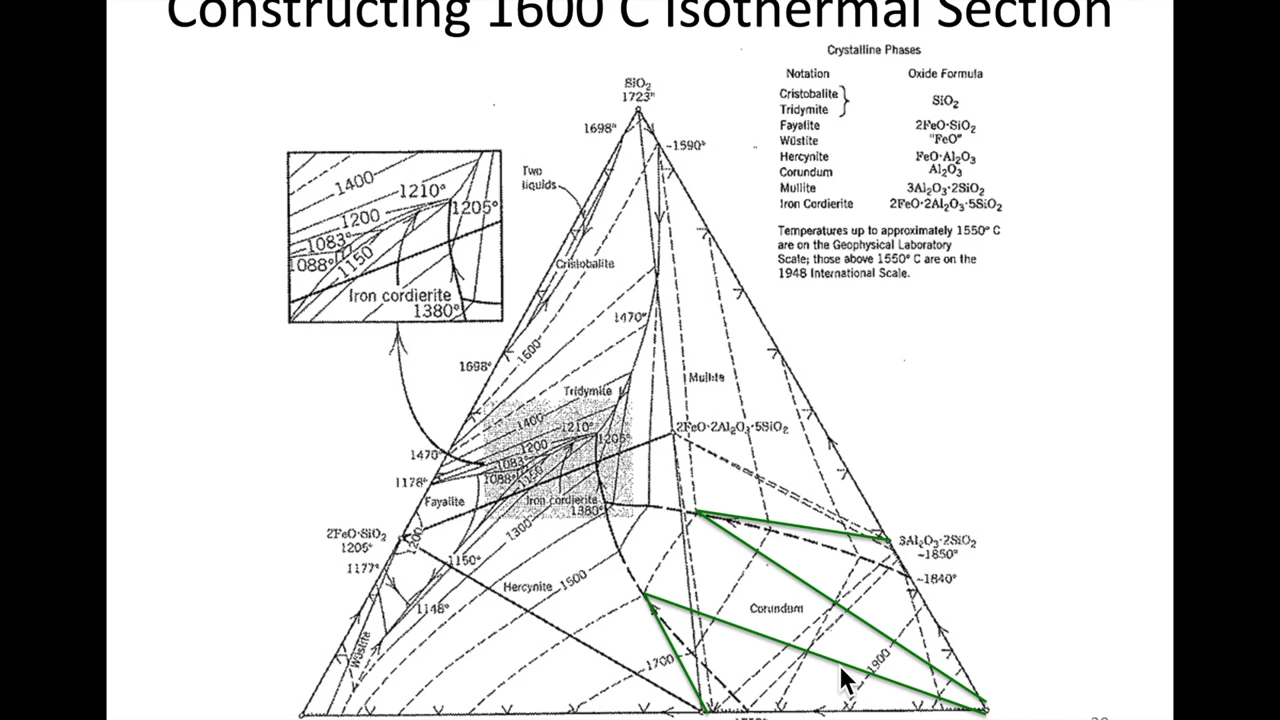 Constructing 1600 C Isothermal Section
Crystalline Phases
Notation Oxide Formula
Cristobalite
Tridymite
SiO₂
Fayalite 2FeO·SiO₂
Wüstite "FeO"
Hercynite FeO·Al₂O₃
Corundum Al₂O₃
Mullite 3Al₂O₃·2SiO₂
Iron Cordierite 2FeO·2Al₂O₃·5SiO₂
Temperatures up to approximately 1550° C
are on the Geophysical Laboratory
Scale; those above 1550° C are on the
1948 International Scale.
SiO₂
1723°
1698°
~1590°
Two
liquids
1400
1210°
1205°
1200
1083°
1088°
1150
Iron cordierite
1380°
Cristobalite
1470°
1600
1698°
Mullite
Tridymite
1400
1210°
2FeO·2Al₂O₃·5SiO₂
1205°
1470°
1200
1083°
1088°
1150
1178°
Fayalite
Iron cordierite
1380°
2FeO·SiO₂
1205°
1200
1300°
3Al₂O₃·2SiO₂
~1850°
1177°
1150°
~1840°
Hercynite
1500
1148°
Corundum
Wüstite
1700
1900